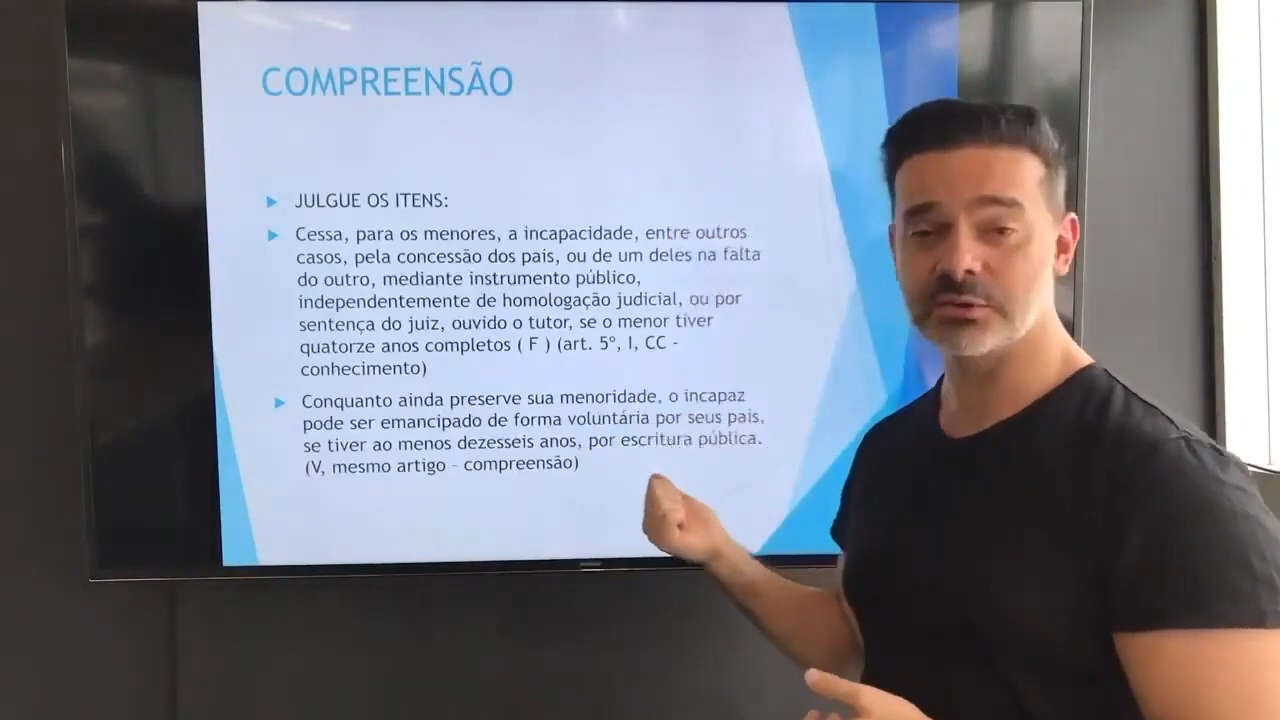 COMPREENSÃO
JULGUE OS ITENS:
Cessa, para os menores, a incapacidade, entre outros
casos, pela concessão dos pais, ou de um deles na falta
do outro, mediante instrumento público,
independentemente de homologação judicial, ou por
sentença do juiz, ouvido o tutor, se o menor tiver
quatorze anos completos ( F ) (art. 5º, I, CC -
conhecimento)
Conquanto ainda preserve sua menoridade, o incapaz
pode ser emancipado de forma voluntária por seus pais,
se tiver ao menos dezesseis anos, por escritura pública.
(V, mesmo artigo – compreensão)